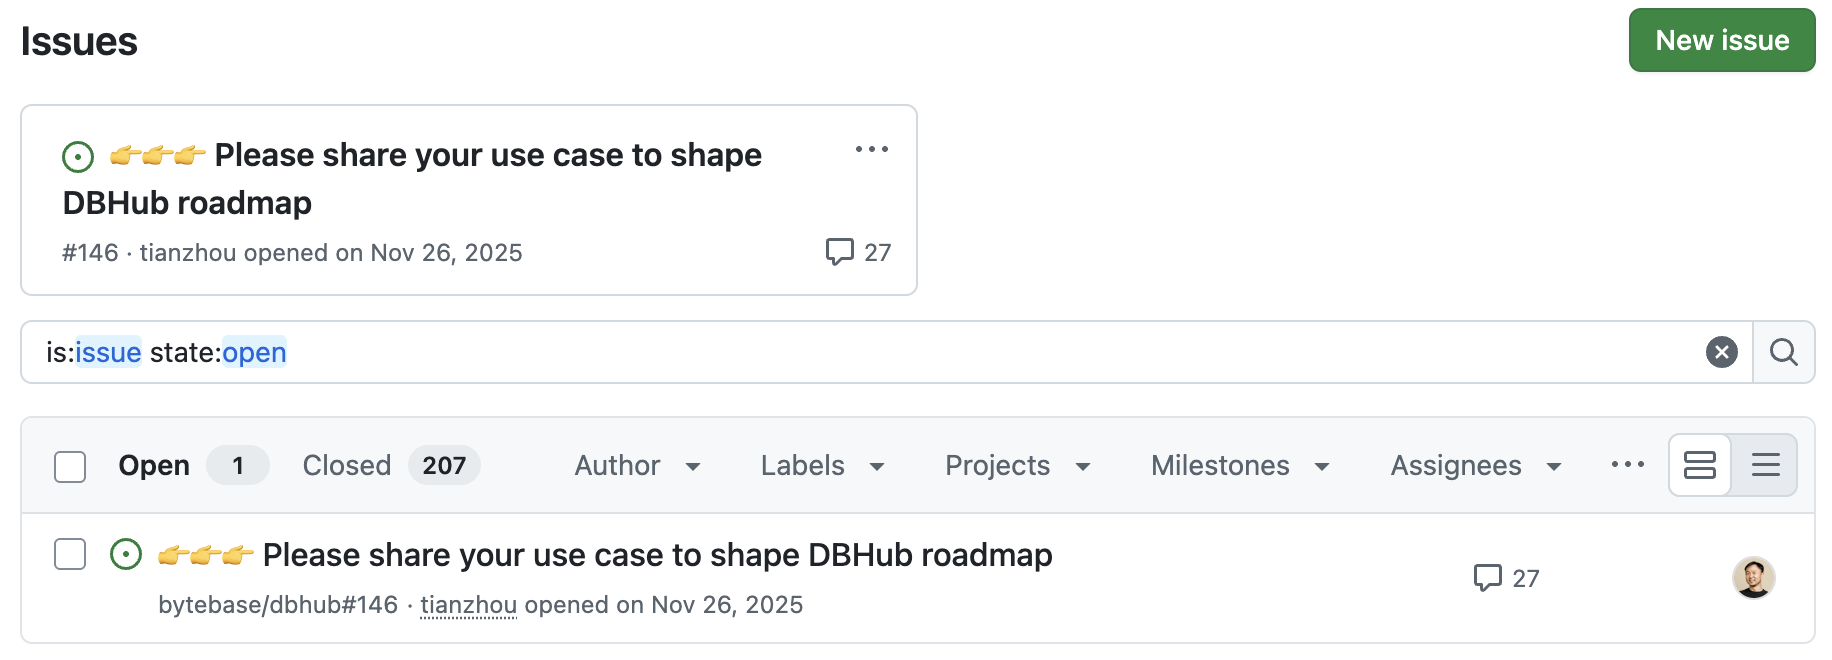 Issues
New issue
👉👉👉 Please share your use case to shape
DBHub roadmap
#146 · tianzhou opened on Nov 26, 2025
27
is:issue state:open
Open 1 Closed 207 Author Labels Projects Milestones Assignees
👉👉👉 Please share your use case to shape DBHub roadmap
27
bytebase/dbhub#146 · tianzhou opened on Nov 26, 2025